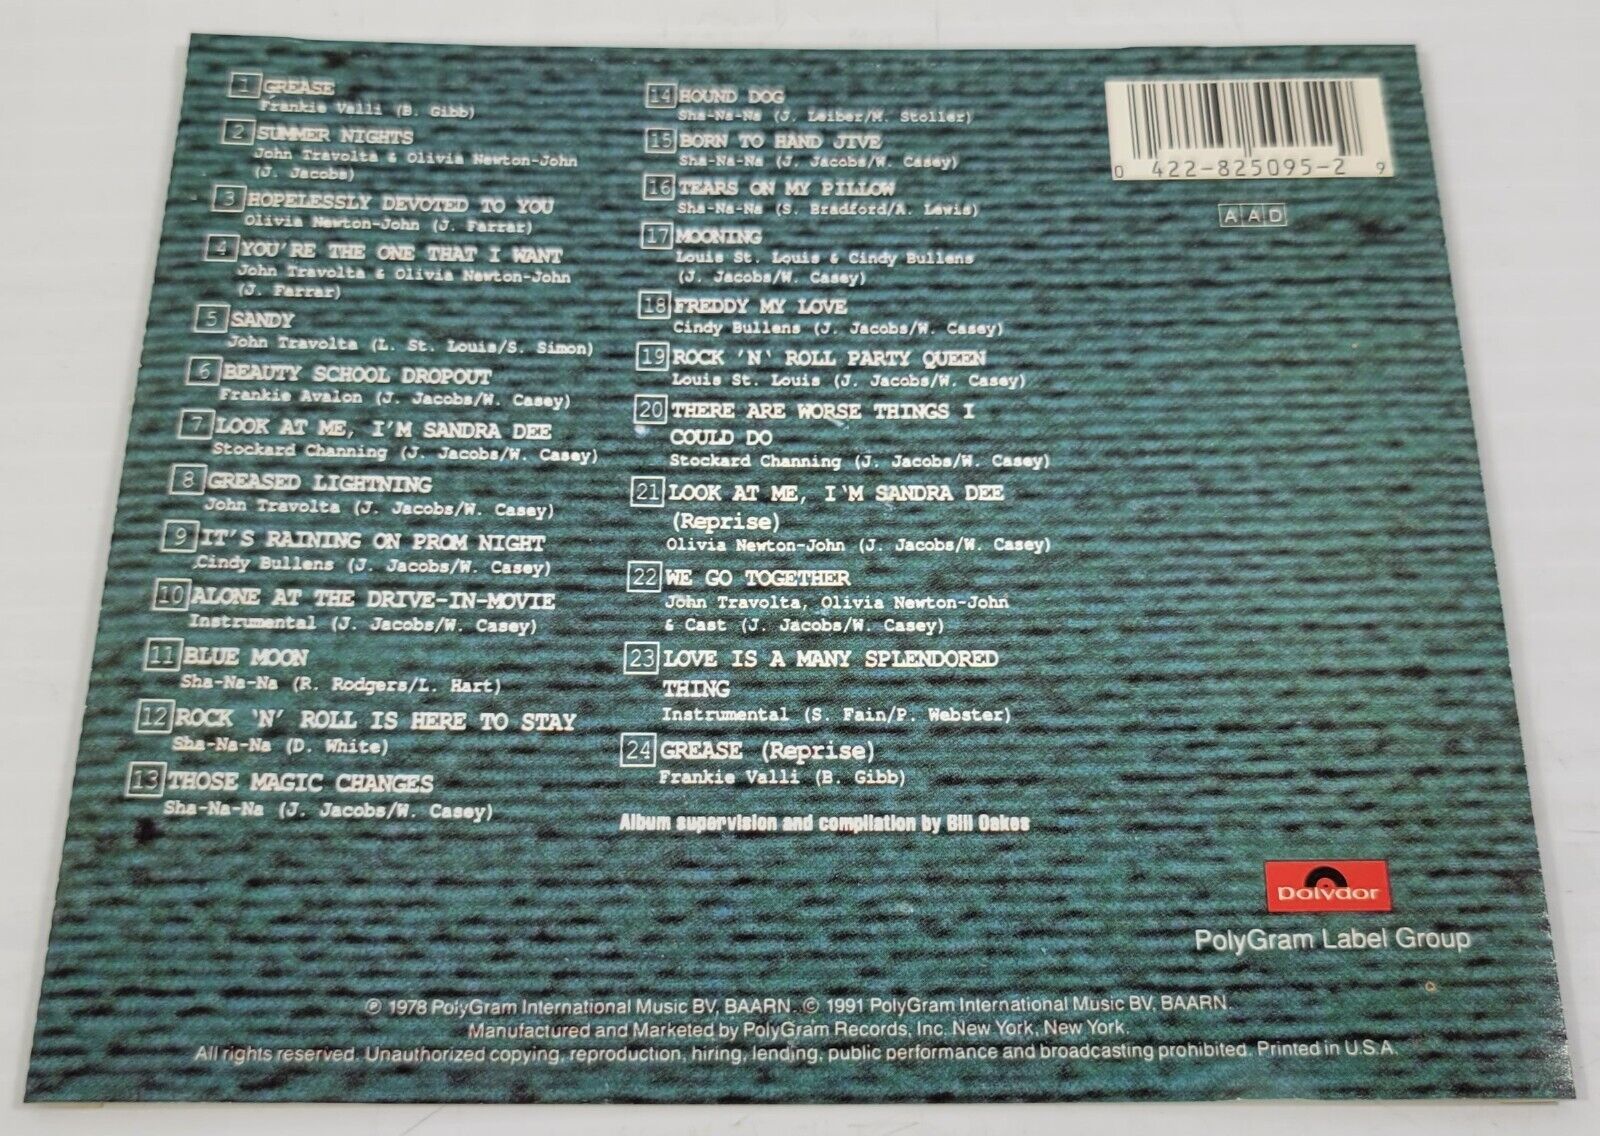 1 GREASE
Frankie Valli (B. Gibb)
2 SUMMER NIGHTS
John Travolta & Olivia Newton-John
(J. Jacobs)
3 HOPELESSLY DEVOTED TO YOU
Olivia Newton-John (J. Farrar)
4 YOU'RE THE ONE THAT I WANT
John Travolta & Olivia Newton-John
(J. Farrar)
5 SANDY
John Travolta (L. St. Louis/S. Simon)
6 BEAUTY SCHOOL DROPOUT
Frankie Avalon (J. Jacobs/W. Casey)
7 LOOK AT ME, I'M SANDRA DEE
Stockard Channing (J. Jacobs/W. Casey)
8 GREASED LIGHTNING
John Travolta (J. Jacobs/W. Casey)
9 IT'S RAINING ON PROM NIGHT
Cindy Bullens (J. Jacobs/W. Casey)
10 ALONE AT THE DRIVE-IN-MOVIE
Instrumental (J. Jacobs/W. Casey)
11 BLUE MOON
Sha-Na-Na (R. Rodgers/L. Hart)
12 ROCK 'N' ROLL IS HERE TO STAY
Sha-Na-Na (D. White)
13 THOSE MAGIC CHANGES
Sha-Na-Na (J. Jacobs/W. Casey)
14 HOUND DOG
Sha-Na-Na (J. Leiber/M. Stoller)
15 BORN TO HAND JIVE
Sha-Na-Na (J. Jacobs/W. Casey)
16 TEARS ON MY PILLOW
Sha-Na-Na (S. Bradford/A. Lewis)
17 MOONING
Louis St. Louis & Cindy Bullens
(J. Jacobs/W. Casey)
18 FREDDY MY LOVE
Cindy Bullens (J. Jacobs/W. Casey)
19 ROCK 'N' ROLL PARTY QUEEN
Louis St. Louis (J. Jacobs/W. Casey)
20 THERE ARE WORSE THINGS I
COULD DO
Stockard Channing (J. Jacobs/W. Casey)
21 LOOK AT ME, I'M SANDRA DEE
(Reprise)
Olivia Newton-John (J. Jacobs/W. Casey)
22 WE GO TOGETHER
John Travolta, Olivia Newton-John
& Cast (J. Jacobs/W. Casey)
23 LOVE IS A MANY SPLENDORED
THING
Instrumental (S. Fain/P. Webster)
24 GREASE (Reprise)
Frankie Valli (B. Gibb)
Album supervision and compilation by Bill Oakes
0 422-825095-2 9
AAD
Polydor
PolyGram Label Group
℗ 1978 PolyGram International Music BV, BAARN. © 1991 PolyGram International Music BV, BAARN.
Manufactured and Marketed by PolyGram Records, Inc. New York, New York.
All rights reserved. Unauthorized copying, reproduction, hiring, lending, public performance and broadcasting prohibited. Printed in U.S.A.